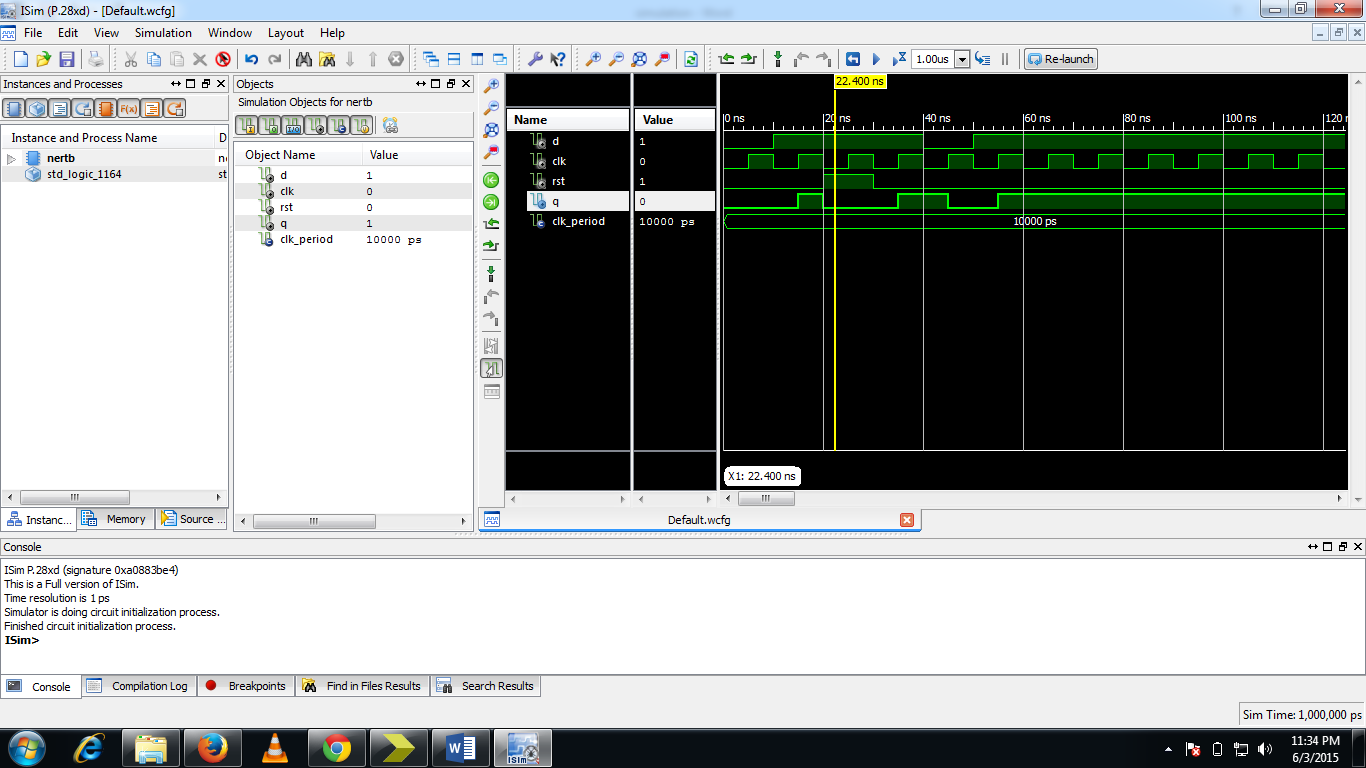 ISim (P.28xd) - [Default.wcfg]
File Edit View Simulation Window Layout Help
1.00us Re-launch
Instances and Processes
Instance and Process Name D
nertb n
std_logic_1164 st
Instanc... Memory Source ...
Objects
Simulation Objects for nertb
Object Name Value
d 1
clk 0
rst 0
q 1
clk_period 10000 ps
Name Value
d 1
clk 0
rst 1
q 0
clk_period 10000 ps
22.400 ns
0 ns 20 ns 40 ns 60 ns 80 ns 100 ns 120 n
10000 ps
X1: 22.400 ns
Default.wcfg
Console
ISim P.28xd (signature 0xa0883be4)
This is a Full version of ISim.
Time resolution is 1 ps
Simulator is doing circuit initialization process.
Finished circuit initialization process.
ISim>
Console Compilation Log Breakpoints Find in Files Results Search Results
Sim Time: 1,000,000 ps
ISim
11:34 PM
6/3/2015